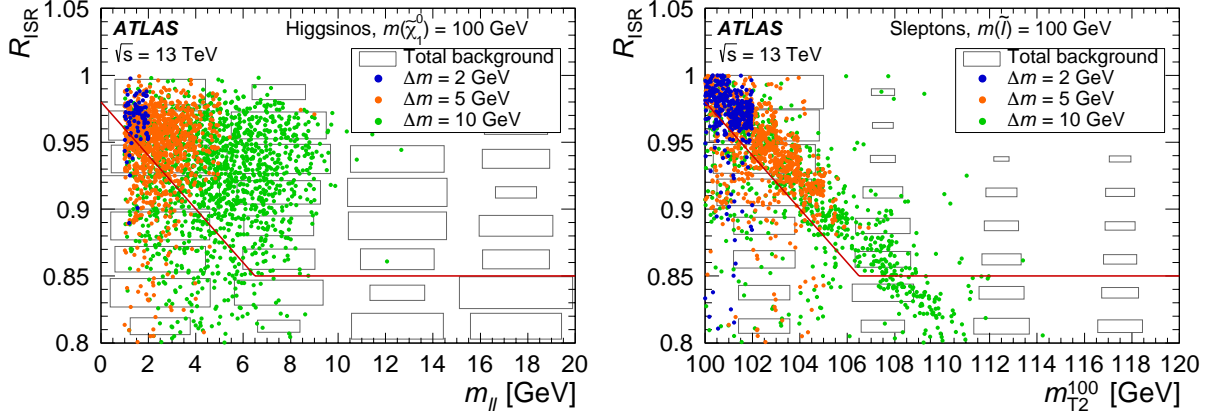 ATLAS
Higgsinos, m(χ̃⁰₁) = 100 GeV
√s = 13 TeV
Total background
Δm = 2 GeV
Δm = 5 GeV
Δm = 10 GeV
R_ISR
1.05
1
0.95
0.9
0.85
0.8
0 2 4 6 8 10 12 14 16 18 20
m_ll [GeV]
ATLAS
Sleptons, m(l̃) = 100 GeV
√s = 13 TeV
Total background
Δm = 2 GeV
Δm = 5 GeV
Δm = 10 GeV
R_ISR
1.05
1
0.95
0.9
0.85
0.8
100 102 104 106 108 110 112 114 116 118 120
m_T2^100 [GeV]